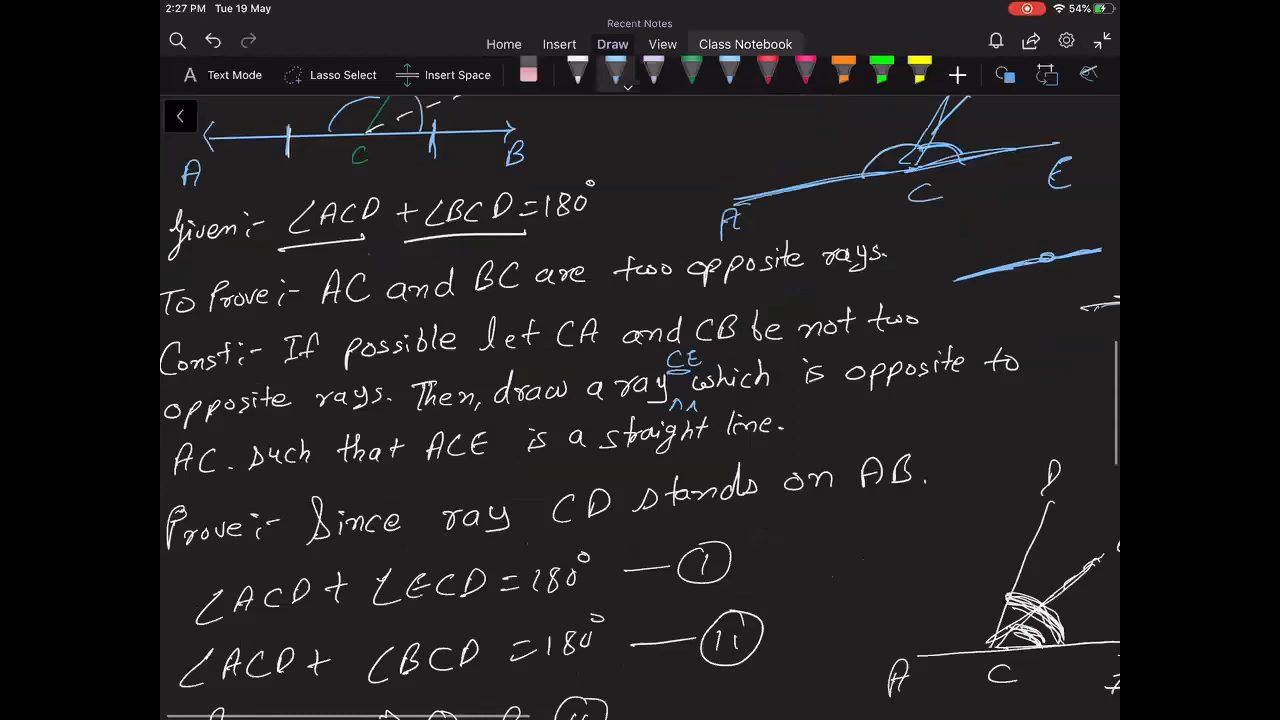 2:27 PM Tue 19 May
54%
Recent Notes
Home Insert Draw View Class Notebook
Text Mode Lasso Select Insert Space
A C B
A C E
Given:- ∠ACD + ∠BCD = 180°
To Prove:- AC and BC are two opposite rays.
Const:- If possible let CA and CB be not two
opposite rays. Then, draw a ray CE which is opposite to
AC. such that ACE is a straight line.
Prove:- Since ray CD stands on AB.
∠ACD + ∠ECD = 180° — I
∠ACD + ∠BCD = 180° — II
D
A C